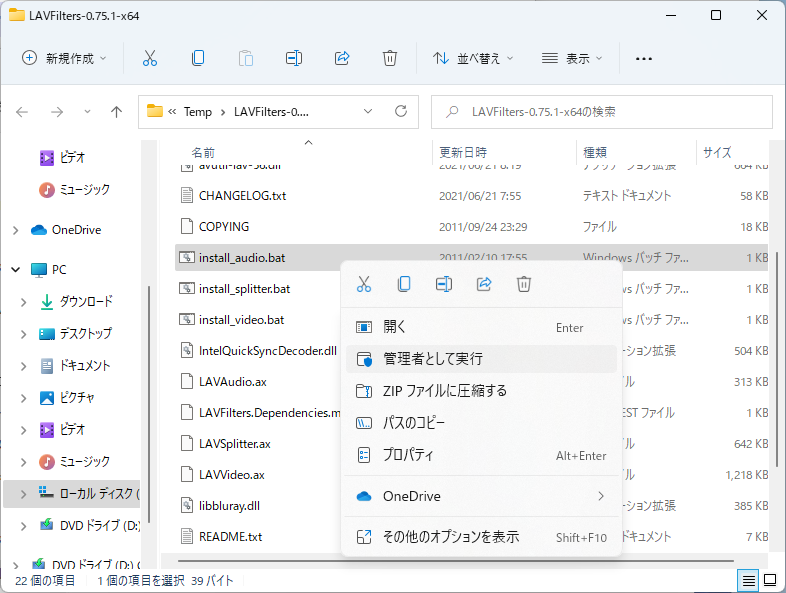 LAVFilters-0.75.1-x64
新規作成 並べ替え 表示
« Temp › LAVFilters-0.... LAVFilters-0.75.1-x64の検索
名前 更新日時 種類 サイズ
ビデオ
ミュージック
OneDrive
PC
ダウンロード
デスクトップ
ドキュメント
ピクチャ
ビデオ
ミュージック
ローカル ディスク (
DVD ドライブ (D:)
DVD ドライブ (D:) C
avutil-lav-56.dll 2021/06/21 8:19 アプリケーション拡張 664 KB
CHANGELOG.txt 2021/06/21 7:55 テキスト ドキュメント 58 KB
COPYING 2011/09/24 23:29 ファイル 18 KB
install_audio.bat 2011/02/10 17:55 Windows バッチ ファ... 1 KB
install_splitter.bat ws バッチ ファ... 1 KB
install_video.bat ws バッチ ファ... 1 KB
IntelQuickSyncDecoder.dll ーション拡張 504 KB
LAVAudio.ax ル 313 KB
LAVFilters.Dependencies.m EST ファイル 1 KB
LAVSplitter.ax ル 642 KB
LAVVideo.ax ル 1,218 KB
libbluray.dll ーション拡張 385 KB
README.txt ドキュメント 7 KB
開く Enter
管理者として実行
ZIP ファイルに圧縮する
パスのコピー
プロパティ Alt+Enter
OneDrive
その他のオプションを表示 Shift+F10
22 個の項目 1 個の項目を選択 39 バイト